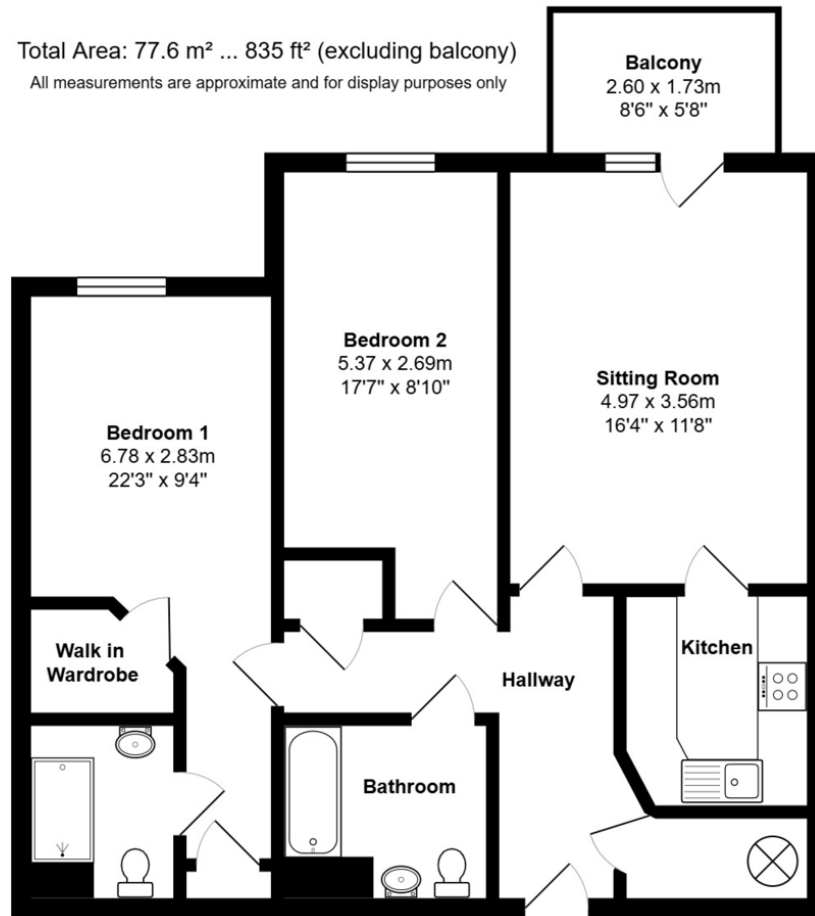 Total Area: 77.6 m² ... 835 ft² (excluding balcony)
All measurements are approximate and for display purposes only
Balcony
2.60 x 1.73m
8'6" x 5'8"
Bedroom 2
5.37 x 2.69m
17'7" x 8'10"
Sitting Room
4.97 x 3.56m
16'4" x 11'8"
Bedroom 1
6.78 x 2.83m
22'3" x 9'4"
Walk in
Wardrobe
Kitchen
Hallway
Bathroom